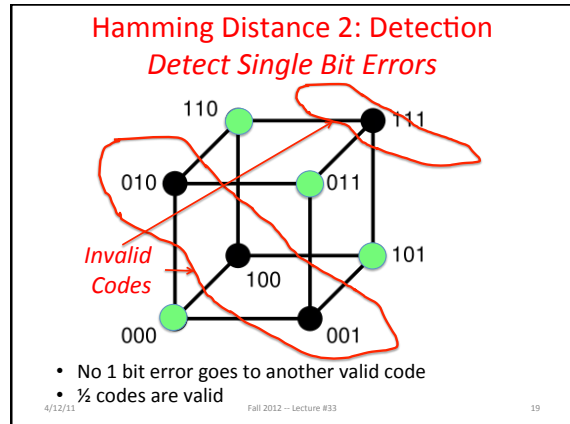 Hamming Distance 2: Detection
Detect Single Bit Errors
110
111
010
011
Invalid
Codes
100
101
000
001
• No 1 bit error goes to another valid code
• ½ codes are valid
4/12/11
Fall 2012 -- Lecture #33
19